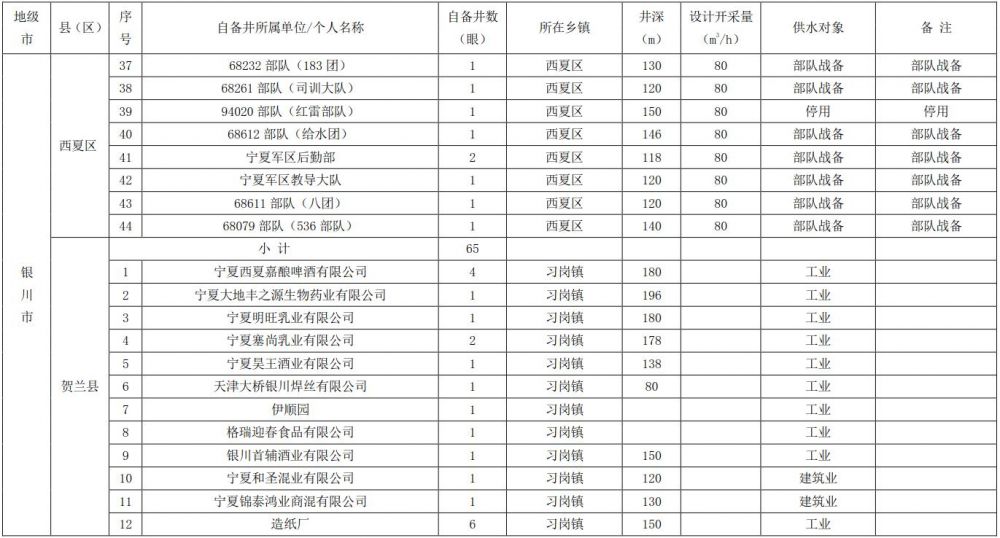 地级市 县（区） 序号 自备井所属单位/个人名称 自备井数（眼） 所在乡镇 井深（m） 设计开采量（m³/h） 供水对象 备 注
银川市 西夏区 37 68232 部队（183 团） 1 西夏区 130 80 部队战备 部队战备
38 68261 部队（司训大队） 1 西夏区 120 80 部队战备 部队战备
39 94020 部队（红雷部队） 1 西夏区 150 80 停用 停用
40 68612 部队（给水团） 1 西夏区 146 80 部队战备 部队战备
41 宁夏军区后勤部 2 西夏区 118 80 部队战备 部队战备
42 宁夏军区教导大队 1 西夏区 120 80 部队战备 部队战备
43 68611 部队（八团） 1 西夏区 120 80 部队战备 部队战备
44 68079 部队（536 部队） 1 西夏区 140 80 部队战备 部队战备
贺兰县 小 计 65
1 宁夏西夏嘉酿啤酒有限公司 4 习岗镇 180 工业
2 宁夏大地丰之源生物药业有限公司 1 习岗镇 196 工业
3 宁夏明旺乳业有限公司 1 习岗镇 180 工业
4 宁夏塞尚乳业有限公司 2 习岗镇 178 工业
5 宁夏昊王酒业有限公司 1 习岗镇 138 工业
6 天津大桥银川焊丝有限公司 1 习岗镇 80 工业
7 伊顺园 1 习岗镇 工业
8 格瑞迎春食品有限公司 1 习岗镇 工业
9 银川首辅酒业有限公司 1 习岗镇 150 工业
10 宁夏和圣混业有限公司 1 习岗镇 120 建筑业
11 宁夏锦泰鸿业商混有限公司 1 习岗镇 130 建筑业
12 造纸厂 6 习岗镇 150 工业